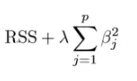 RSS + λ ∑_{j=1}^{p} β_j^2